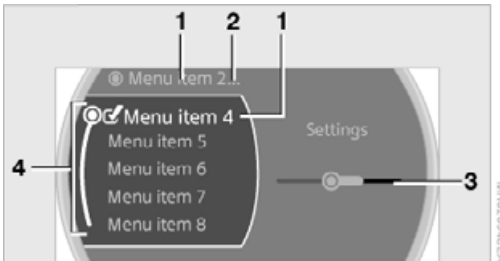 1 2 1
Menu item 2...
Menu item 4
Settings
Menu item 5
4
Menu item 6
3
Menu item 7
Menu item 8